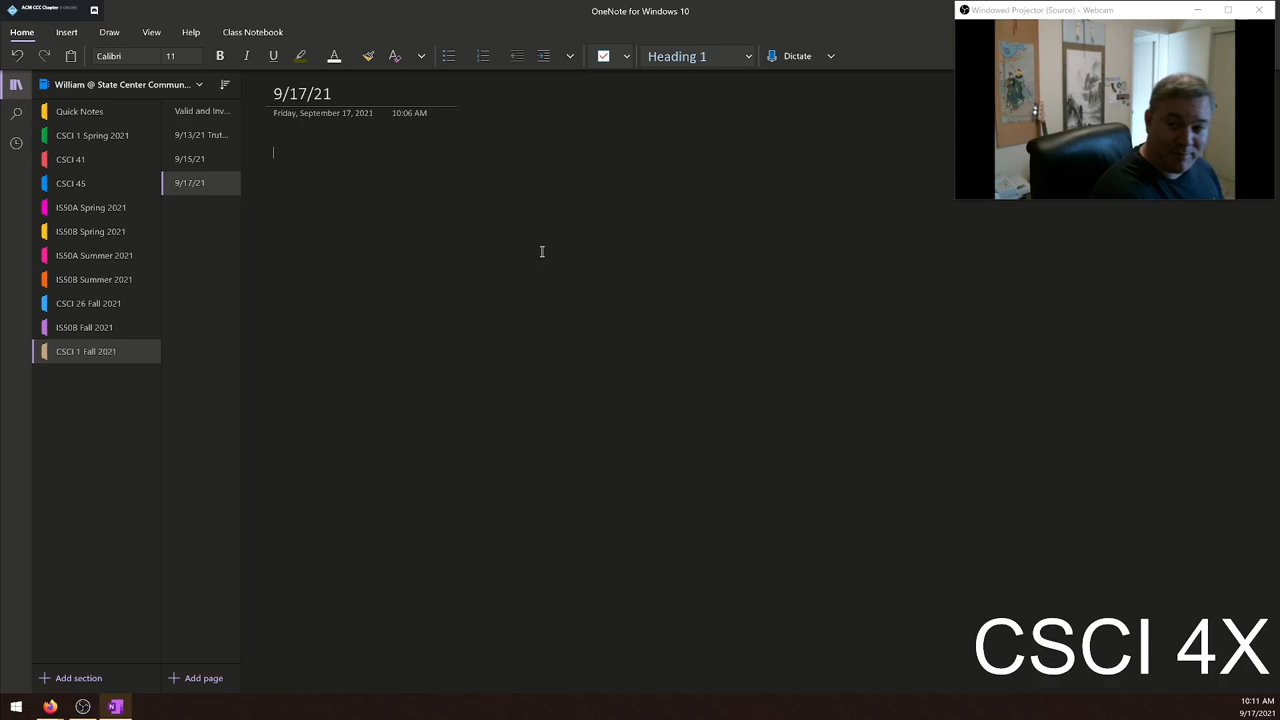 ACM CCC Chapter
OneNote for Windows 10
Windowed Projector (Source) - Webcam
Home
Insert
Draw
View
Help
Class Notebook
Calibri
11
B
I
U
A
Heading 1
Dictate
William @ State Center Commun...
Quick Notes
CSCI 1 Spring 2021
CSCI 41
CSCI 45
IS50A Spring 2021
IS50B Spring 2021
IS50A Summer 2021
IS50B Summer 2021
CSCI 26 Fall 2021
IS50B Fall 2021
CSCI 1 Fall 2021
Valid and Inv...
9/13/21 Tut...
9/15/21
9/17/21
9/17/21
Friday, September 17, 2021 10:06 AM
CSCI 4X
Add section
Add page
10:11 AM
9/17/2021